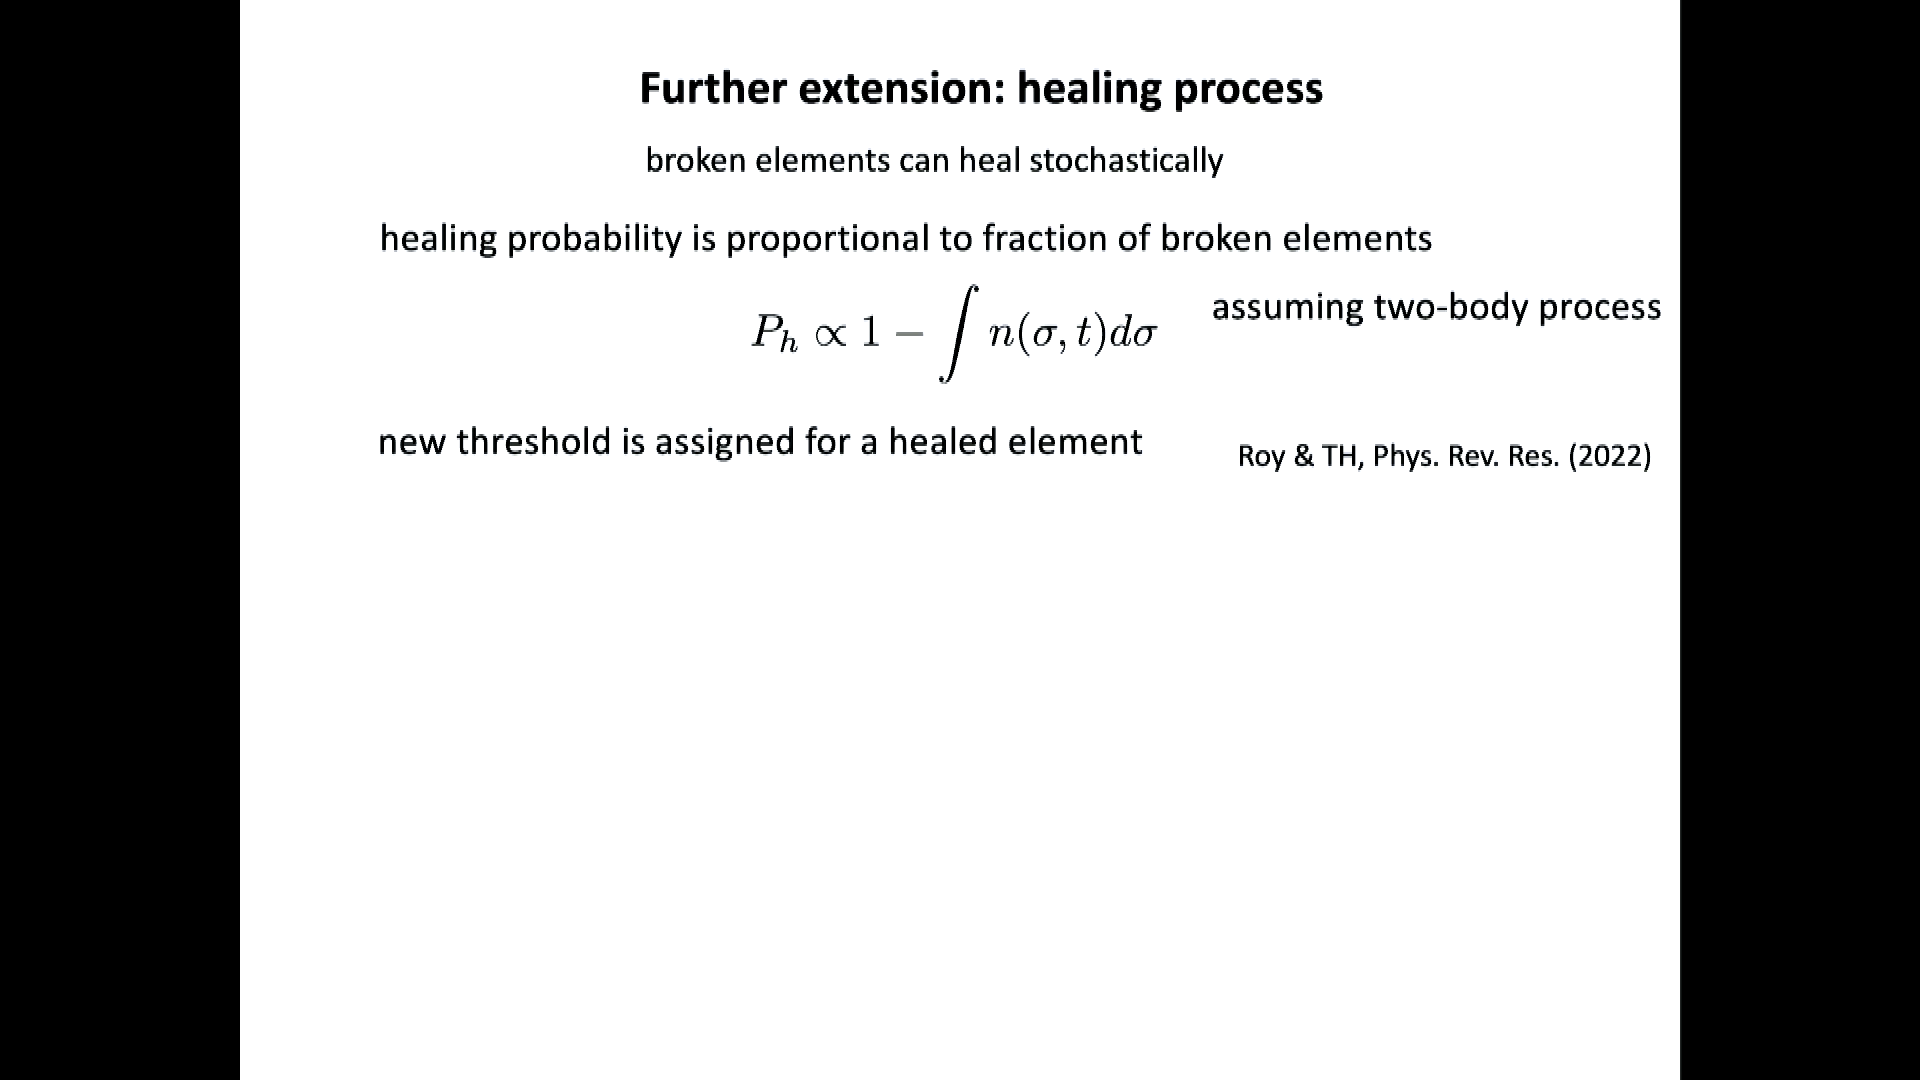 Further extension: healing process
broken elements can heal stochastically
healing probability is proportional to fraction of broken elements
P_h ∝ 1 − ∫ n(σ, t)dσ
assuming two-body process
new threshold is assigned for a healed element
Roy & TH, Phys. Rev. Res. (2022)